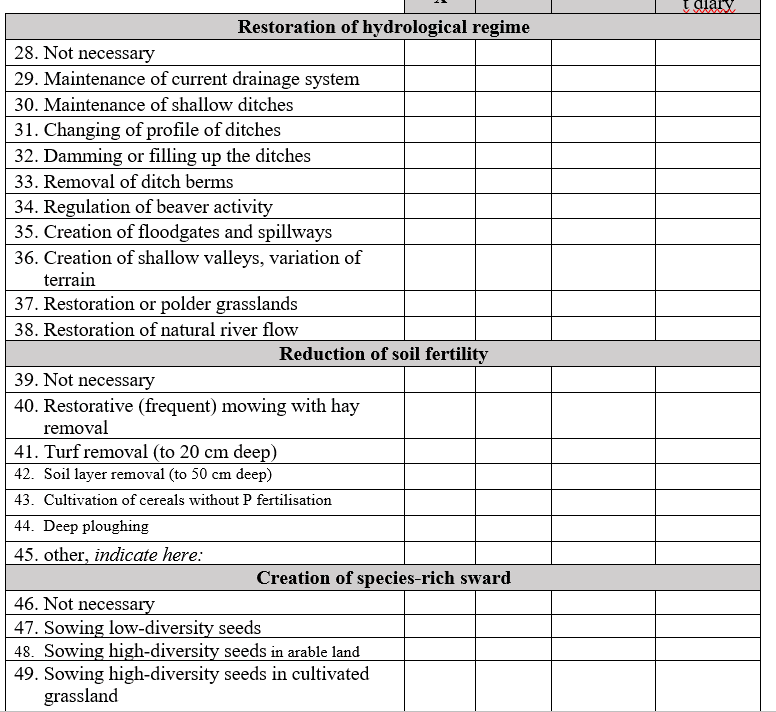 t diary
Restoration of hydrological regime
28. Not necessary
29. Maintenance of current drainage system
30. Maintenance of shallow ditches
31. Changing of profile of ditches
32. Damming or filling up the ditches
33. Removal of ditch berms
34. Regulation of beaver activity
35. Creation of floodgates and spillways
36. Creation of shallow valleys, variation of
terrain
37. Restoration or polder grasslands
38. Restoration of natural river flow
Reduction of soil fertility
39. Not necessary
40. Restorative (frequent) mowing with hay
removal
41. Turf removal (to 20 cm deep)
42. Soil layer removal (to 50 cm deep)
43. Cultivation of cereals without P fertilisation
44. Deep ploughing
45. other, indicate here:
Creation of species-rich sward
46. Not necessary
47. Sowing low-diversity seeds
48. Sowing high-diversity seeds in arable land
49. Sowing high-diversity seeds in cultivated
grassland